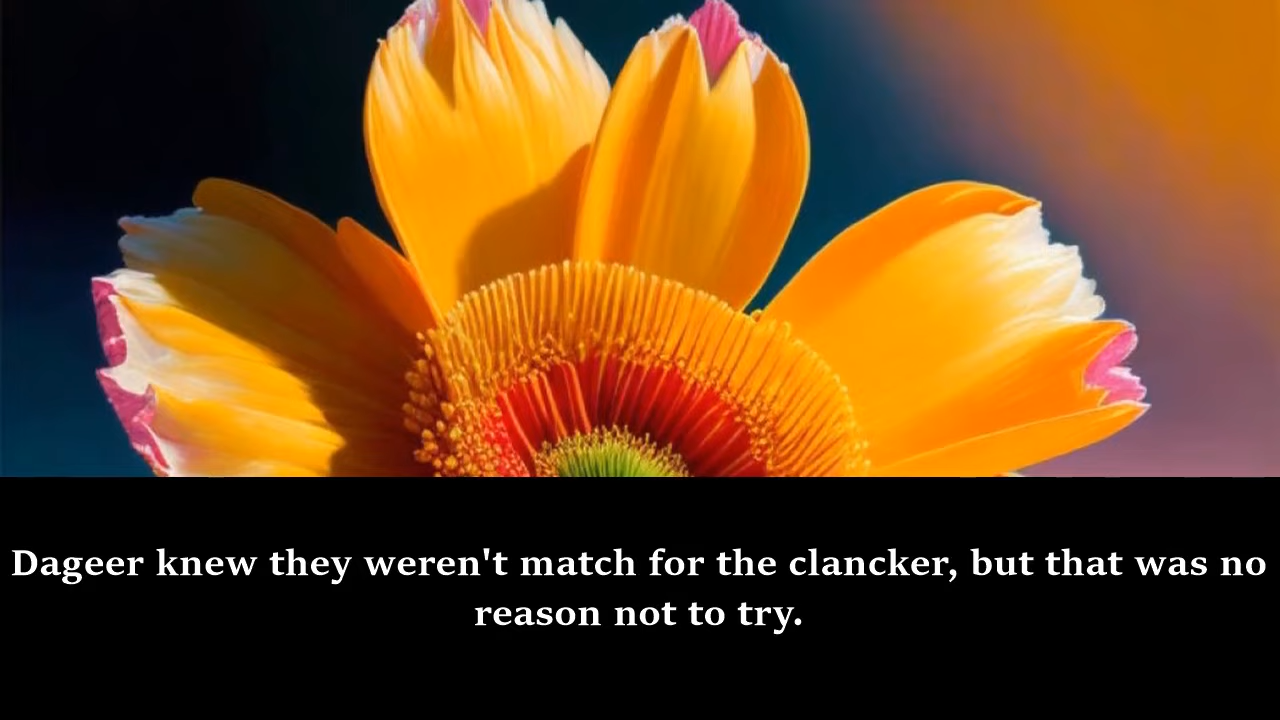 Dageer knew they weren't match for the clancker, but that was no
reason not to try.